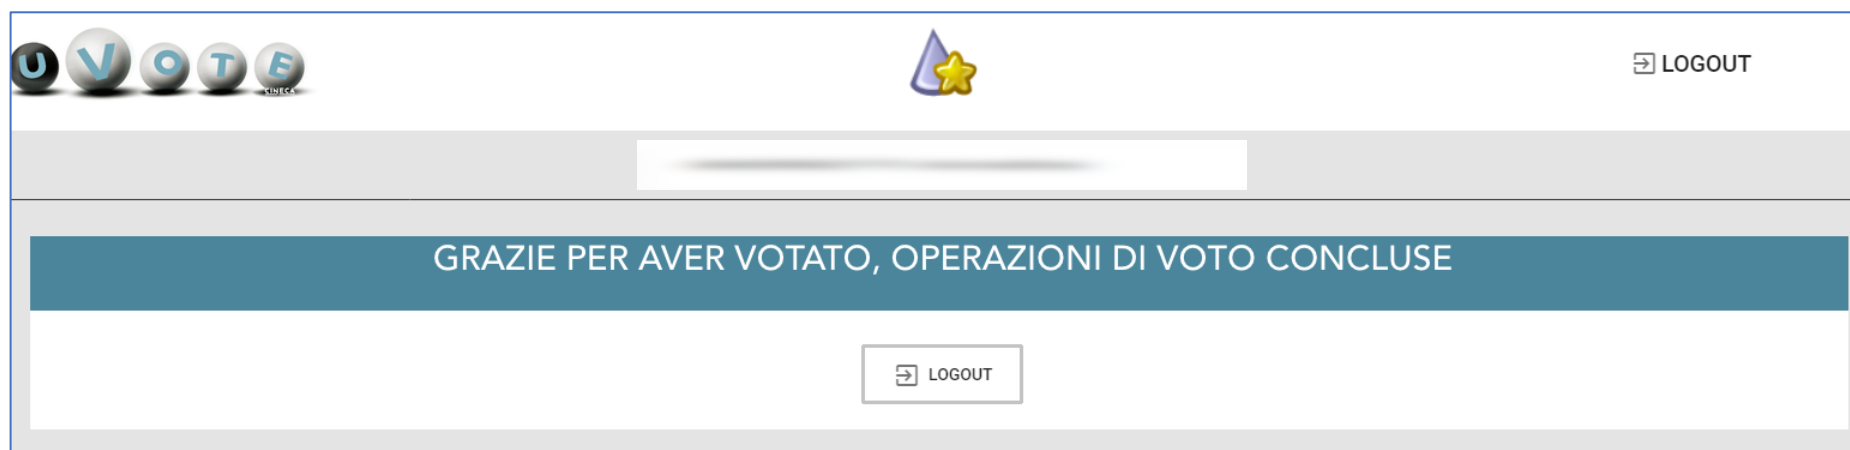 UVOTE
CINECA
LOGOUT
GRAZIE PER AVER VOTATO, OPERAZIONI DI VOTO CONCLUSE
LOGOUT